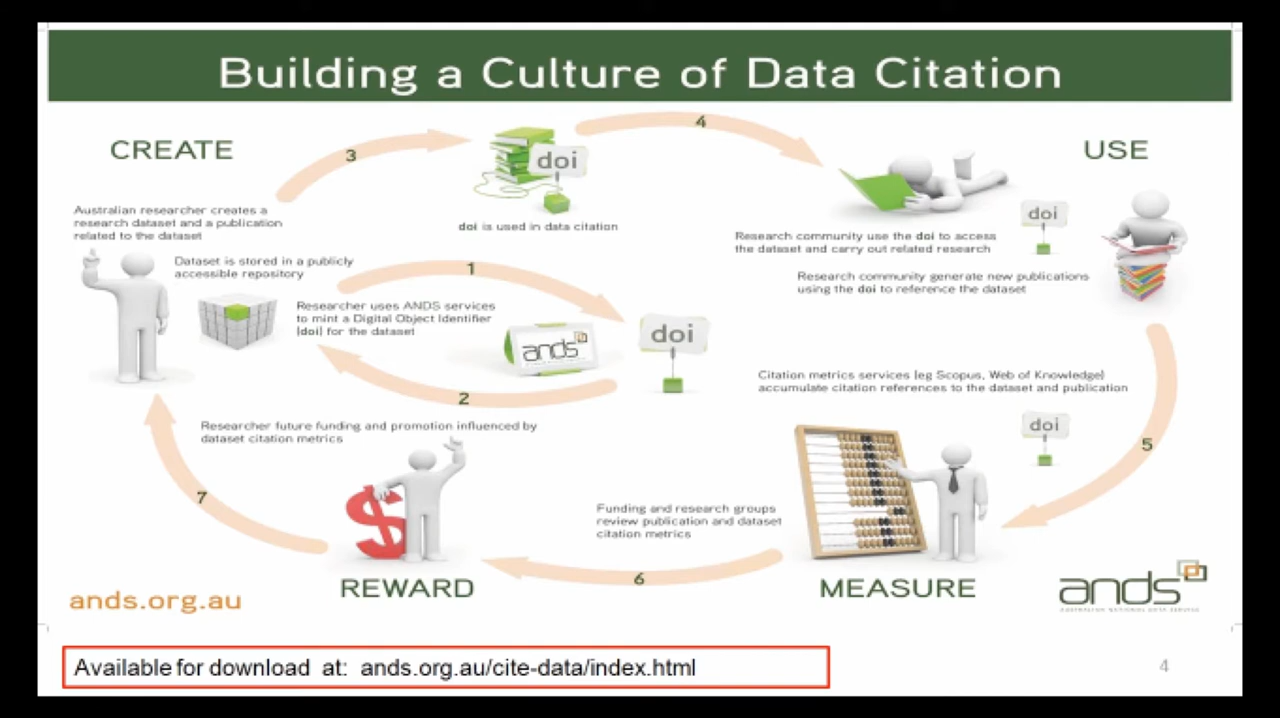 Building a Culture of Data Citation
CREATE
3
doi
doi is used in data citation
4
USE
Australian researcher creates a
research dataset and a publication
related to the dataset
Dataset is stored in a publicly
accessible repository
Researcher uses ANDS services
to mint a Digital Object Identifier
(doi) for the dataset
1
ands
doi
2
Research community use the doi to access
the dataset and carry out related research
doi
Research community generate new publications
using the doi to reference the dataset
Citation metrics services (eg Scopus, Web of Knowledge)
accumulate citation references to the dataset and publication
doi
5
Funding and research groups
review publication and dataset
citation metrics
MEASURE
6
Researcher future funding and promotion influenced by
dataset citation metrics
$
REWARD
7
ands.org.au
ands
AUSTRALIAN NATIONAL DATA SERVICE
Available for download at: ands.org.au/cite-data/index.html
4